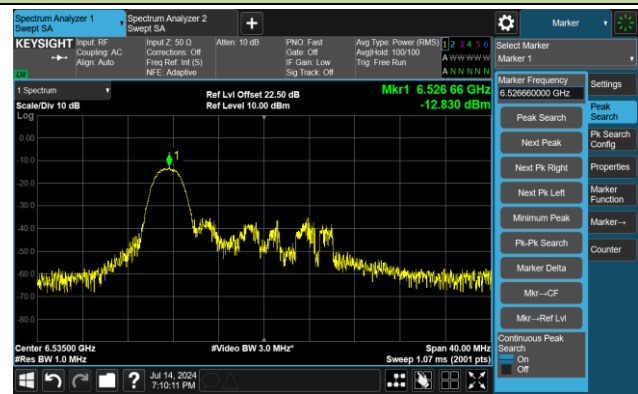 Spectrum Analyzer 1
Swept SA
Spectrum Analyzer 2
Swept SA
+
Marker
KEYSIGHT
Input: RF
Coupling: AC
Align: Auto
Input Z: 50 Ω
Corrections: Off
Freq Ref: Int (S)
NFE: Adaptive
Atten: 10 dB
PNO: Fast
Gate: Off
IF Gain: Low
Sig Track: Off
Avg Type: Power (RMS)
Avg|Hold: 100/100
Trig: Free Run
1 2 3 4 5 6
A W W W W W
A N N N N N
LXI
Select Marker
Marker 1
1 Spectrum
Scale/Div 10 dB
Ref Lvl Offset 22.50 dB
Ref Level 10.00 dBm
Mkr1 6.526 66 GHz
-12.830 dBm
Log
0.00
-10.0
-20.0
-30.0
-40.0
-50.0
-60.0
-70.0
-80.0
1
Center 6.53500 GHz
#Res BW 1.0 MHz
#Video BW 3.0 MHz*
Span 40.00 MHz
Sweep 1.07 ms (2001 pts)
Marker Frequency
6.526660000 GHz
Peak Search
Next Peak
Next Pk Right
Next Pk Left
Minimum Peak
Pk-Pk Search
Marker Delta
Mkr→CF
Mkr→Ref Lvl
Continuous Peak
Search
On
Off
Settings
Peak
Search
Pk Search
Config
Properties
Marker
Function
Marker→
Counter
?
Jul 14, 2024
7:10:11 PM